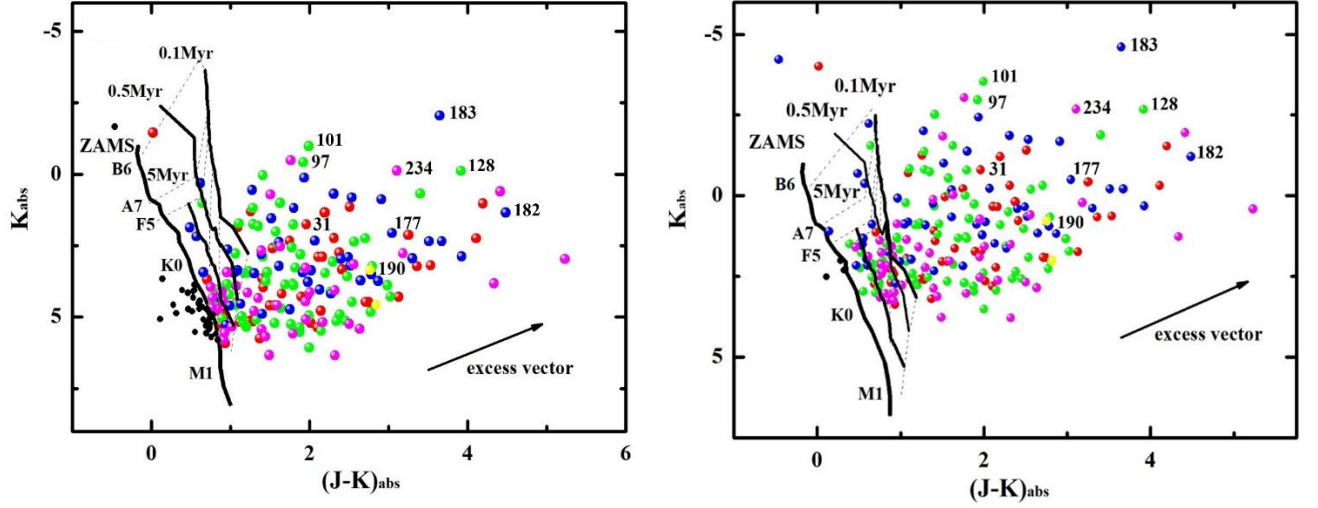 -5
0
5
K abs
0.1Myr
0.5Myr
ZAMS
B6
5Myr
A7
F5
K0
M1
183
101
97
234
128
182
177
31
190
excess vector
0 2 4 6
(J-K)abs
-5
0
5
K abs
183
101
0.1Myr
97
234
128
0.5Myr
ZAMS
182
B6
5Myr
31
177
190
A7
F5
K0
M1
excess vector
0 2 4
(J-K)abs